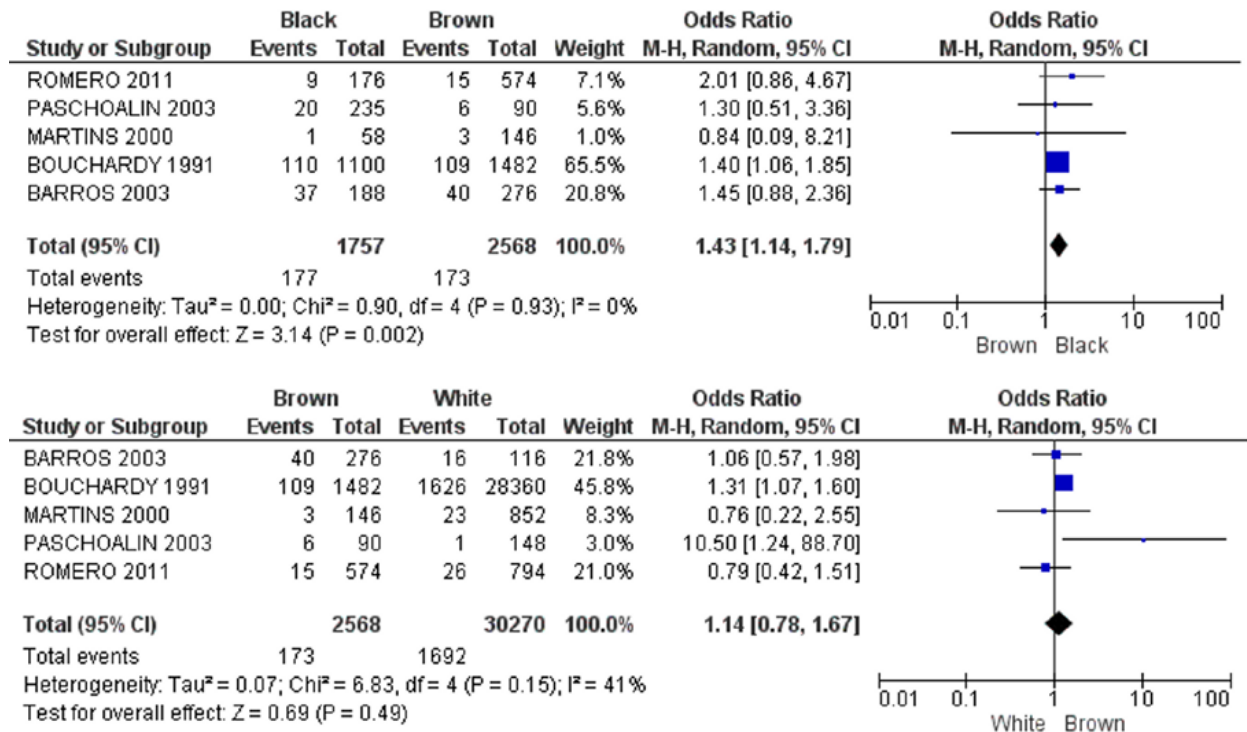 Black Brown Odds Ratio Odds Ratio
Study or Subgroup Events Total Events Total Weight M-H, Random, 95% CI M-H, Random, 95% CI
ROMERO 2011 9 176 15 574 7.1% 2.01 [0.86, 4.67]
PASCHOALIN 2003 20 235 6 90 5.6% 1.30 [0.51, 3.36]
MARTINS 2000 1 58 3 146 1.0% 0.84 [0.09, 8.21]
BOUCHARDY 1991 110 1100 109 1482 65.5% 1.40 [1.06, 1.85]
BARROS 2003 37 188 40 276 20.8% 1.45 [0.88, 2.36]
Total (95% CI) 1757 2568 100.0% 1.43 [1.14, 1.79]
Total events 177 173
Heterogeneity: Tau² = 0.00; Chi² = 0.90, df = 4 (P = 0.93); I² = 0%
Test for overall effect: Z = 3.14 (P = 0.002)
0.01 0.1 1 10 100
Brown Black
Brown White Odds Ratio Odds Ratio
Study or Subgroup Events Total Events Total Weight M-H, Random, 95% CI M-H, Random, 95% CI
BARROS 2003 40 276 16 116 21.8% 1.06 [0.57, 1.98]
BOUCHARDY 1991 109 1482 1626 28360 45.8% 1.31 [1.07, 1.60]
MARTINS 2000 3 146 23 852 8.3% 0.76 [0.22, 2.55]
PASCHOALIN 2003 6 90 1 148 3.0% 10.50 [1.24, 88.70]
ROMERO 2011 15 574 26 794 21.0% 0.79 [0.42, 1.51]
Total (95% CI) 2568 30270 100.0% 1.14 [0.78, 1.67]
Total events 173 1692
Heterogeneity: Tau² = 0.07; Chi² = 6.83, df = 4 (P = 0.15); I² = 41%
Test for overall effect: Z = 0.69 (P = 0.49)
0.01 0.1 1 10 100
White Brown